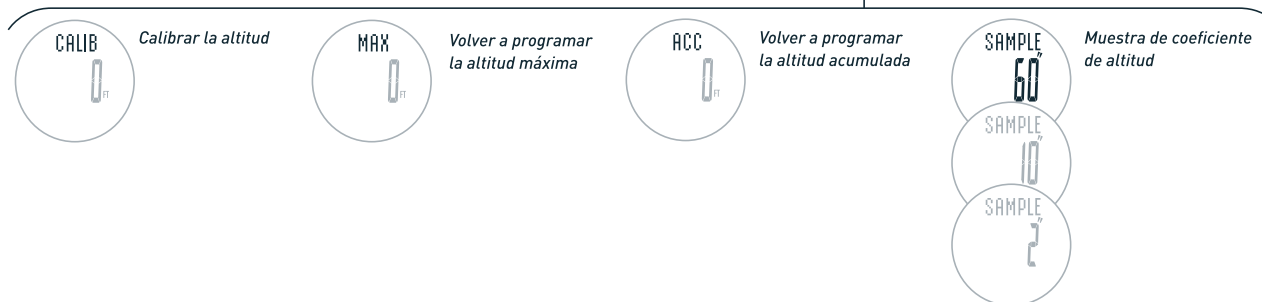 CALIB
0 FT
Calibrar la altitud
MAX
0 FT
Volver a programar
la altitud máxima
ACC
0 FT
Volver a programar
la altitud acumulada
SAMPLE
60"
Muestra de coeficiente
de altitud
SAMPLE
10"
SAMPLE
2"